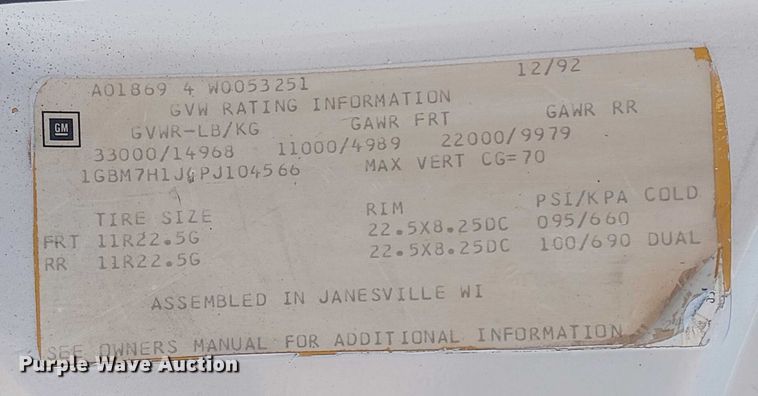 A01869 4 W0053251 12/92
GVW RATING INFORMATION
GM GVWR-LB/KG GAWR FRT GAWR RR
33000/14968 11000/4989 22000/9979
1GBM7H1J4PJ104566 MAX VERT CG=70
TIRE SIZE RIM PSI/KPA COLD
FRT 11R22.5G 22.5X8.25DC 095/660
RR 11R22.5G 22.5X8.25DC 100/690 DUAL
ASSEMBLED IN JANESVILLE WI
SEE OWNERS MANUAL FOR ADDITIONAL INFORMATION
Purple Wave Auction